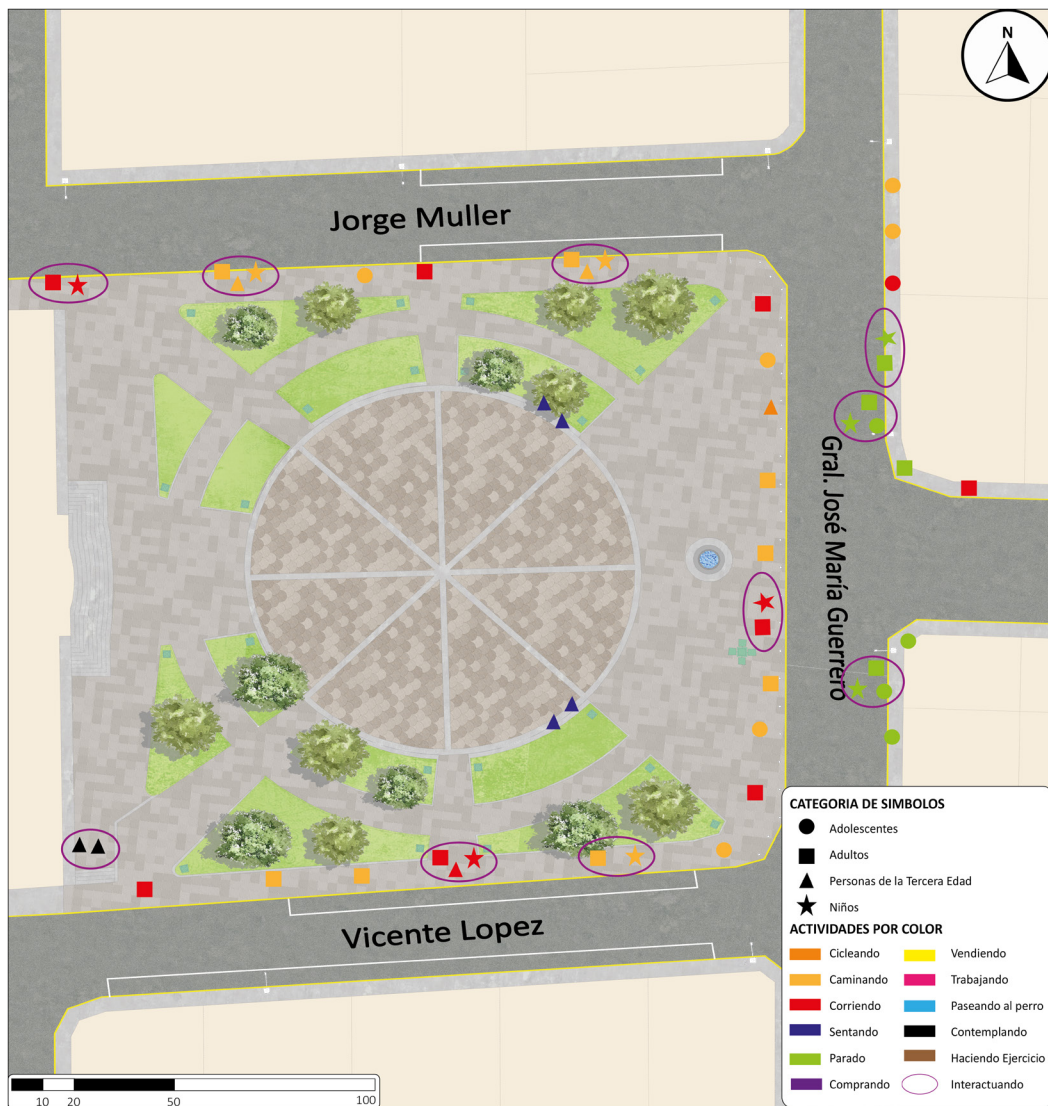 N
Jorge Muller
Gral. José María Guerrero
Vicente Lopez
CATEGORIA DE SIMBOLOS
Adolescentes
Adultos
Personas de la Tercera Edad
Niños
ACTIVIDADES POR COLOR
Cicleando Vendiendo
Caminando Trabajando
Corriendo Paseando al perro
Sentando Contemplando
Parado Haciendo Ejercicio
Comprando Interactuando
10 20 50 100